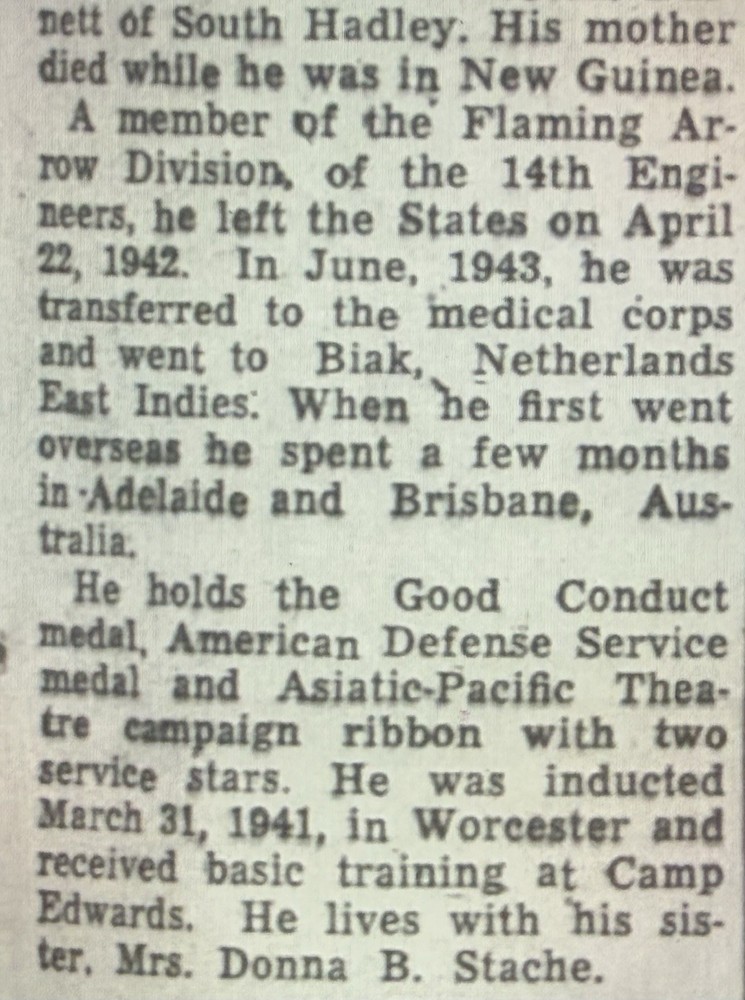 nett of South Hadley. His mother
died while he was in New Guinea.
A member of the Flaming Ar-
row Division, of the 14th Engi-
neers, he left the States on April
22, 1942. In June, 1943, he was
transferred to the medical corps
and went to Biak, Netherlands
East Indies. When he first went
overseas he spent a few months
in Adelaide and Brisbane, Aus-
tralia.
He holds the Good Conduct
medal, American Defense Service
medal and Asiatic-Pacific Thea-
tre campaign ribbon with two
service stars. He was inducted
March 31, 1941, in Worcester and
received basic training at Camp
Edwards. He lives with his sis-
ter, Mrs. Donna B. Stache.